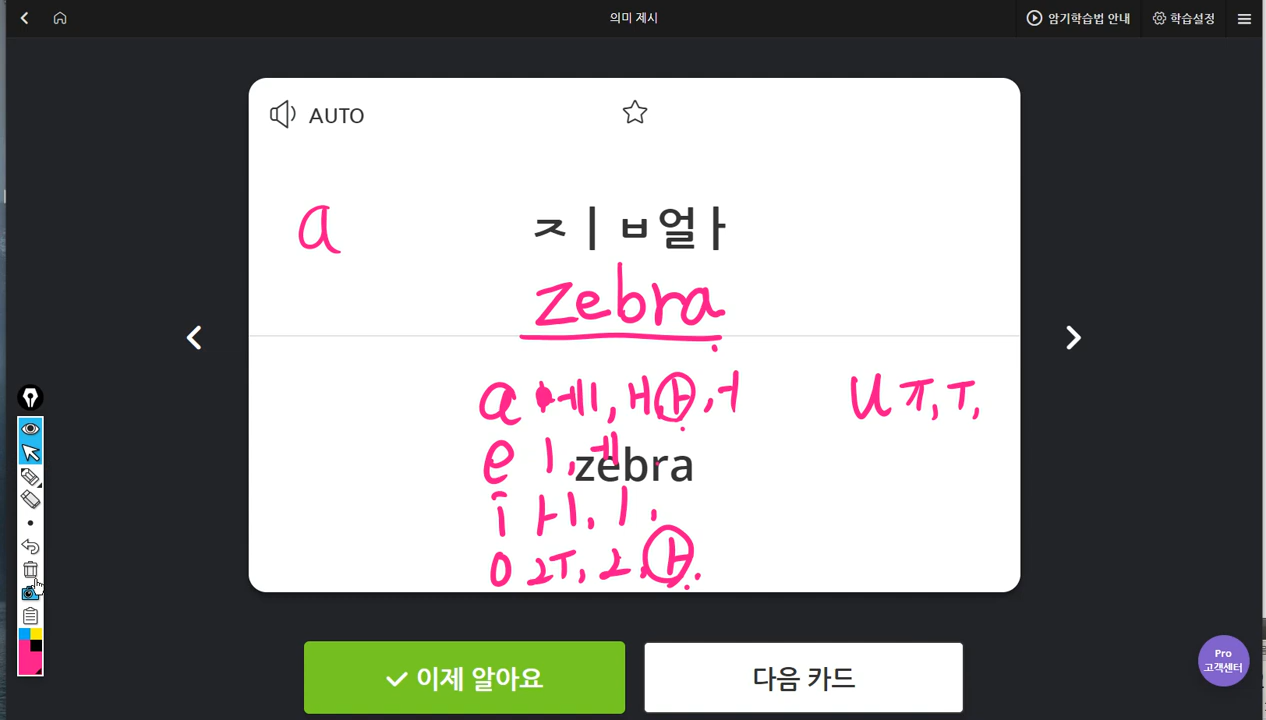 의미 제시
암기학습법 안내
학습설정
AUTO
a
ㅈㅣㅂ얼ㅏ
zebra
a ㅔㅣ, ㅐ, ㅏ, ㅓ
u ㅠ, ㅜ,
e ㅣ, ㅔ
zebra
i ㅏㅣ, ㅣ,
o ㅗㅜ, ㅗ, ㅏ,
이제 알아요
다음 카드
Pro
고객센터